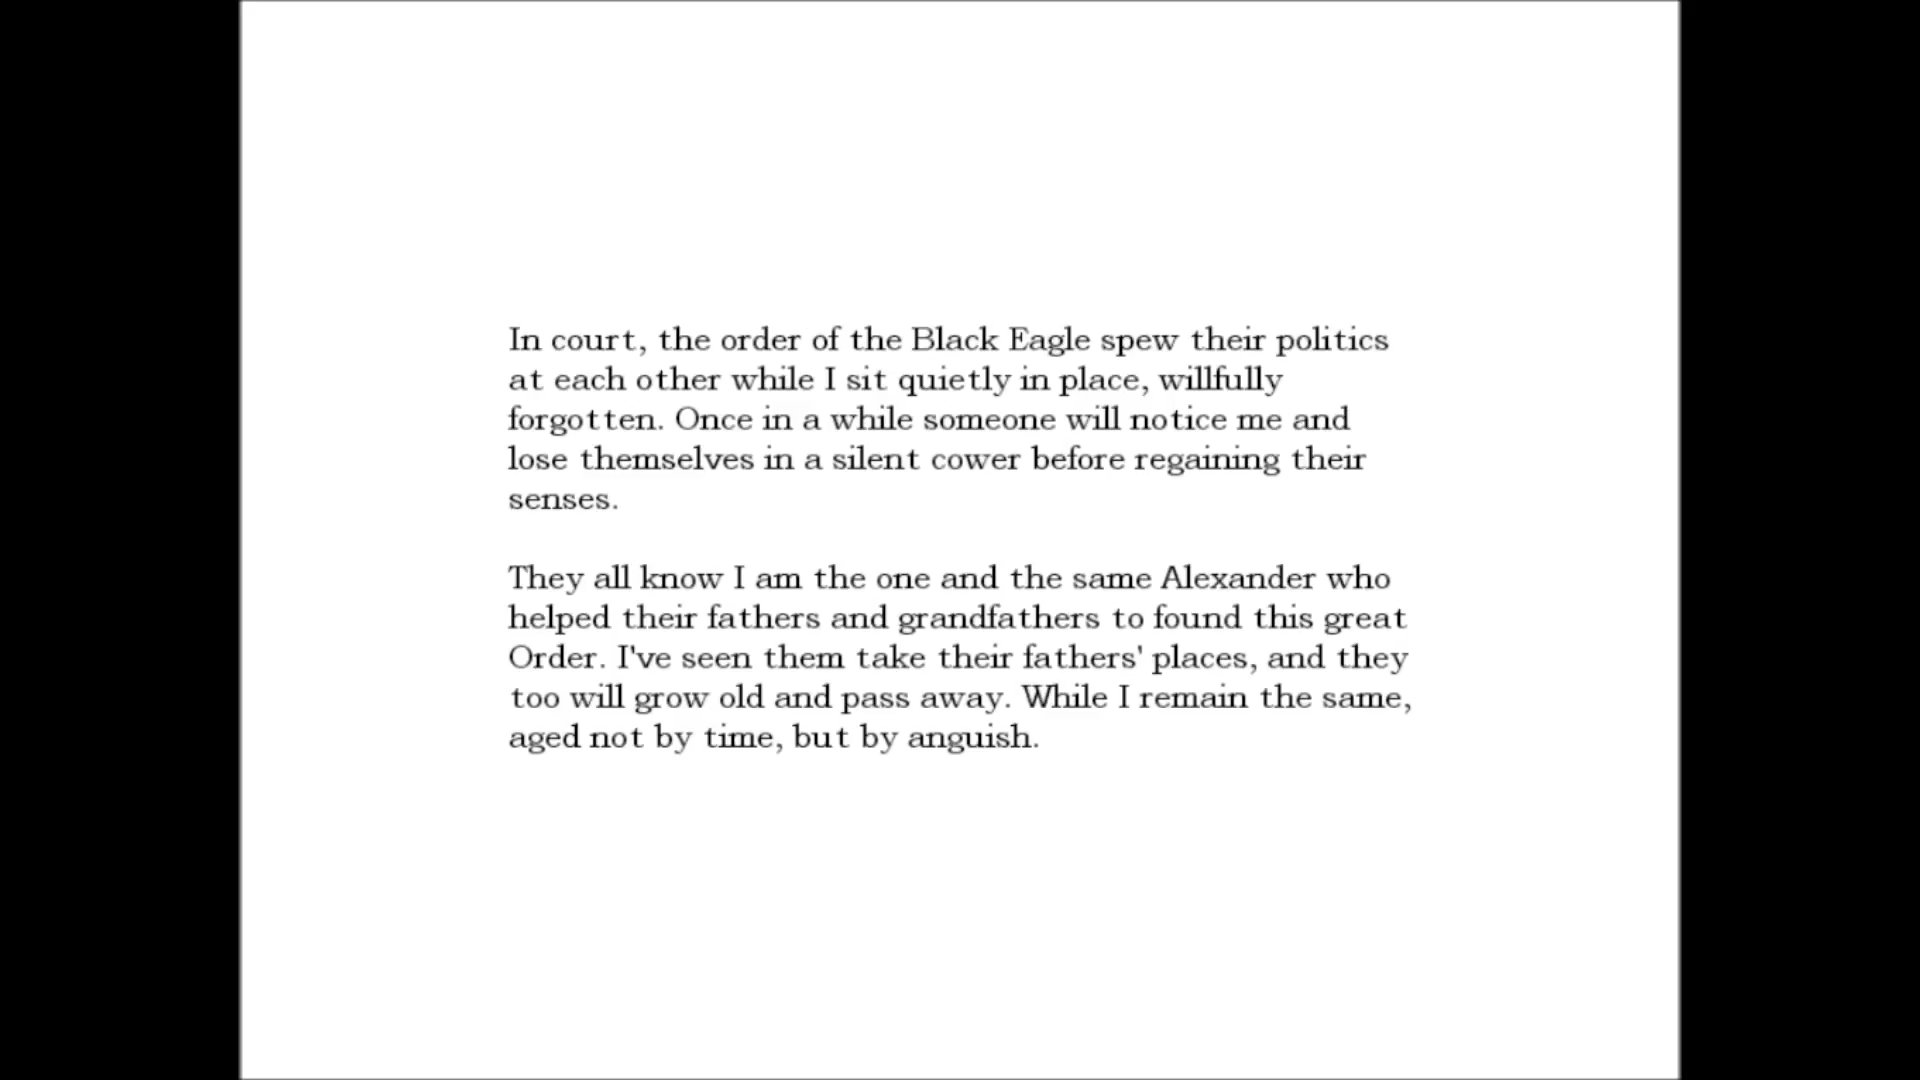 In court, the order of the Black Eagle spew their politics
at each other while I sit quietly in place, willfully
forgotten. Once in a while someone will notice me and
lose themselves in a silent cower before regaining their
senses.
They all know I am the one and the same Alexander who
helped their fathers and grandfathers to found this great
Order. I've seen them take their fathers' places, and they
too will grow old and pass away. While I remain the same,
aged not by time, but by anguish.